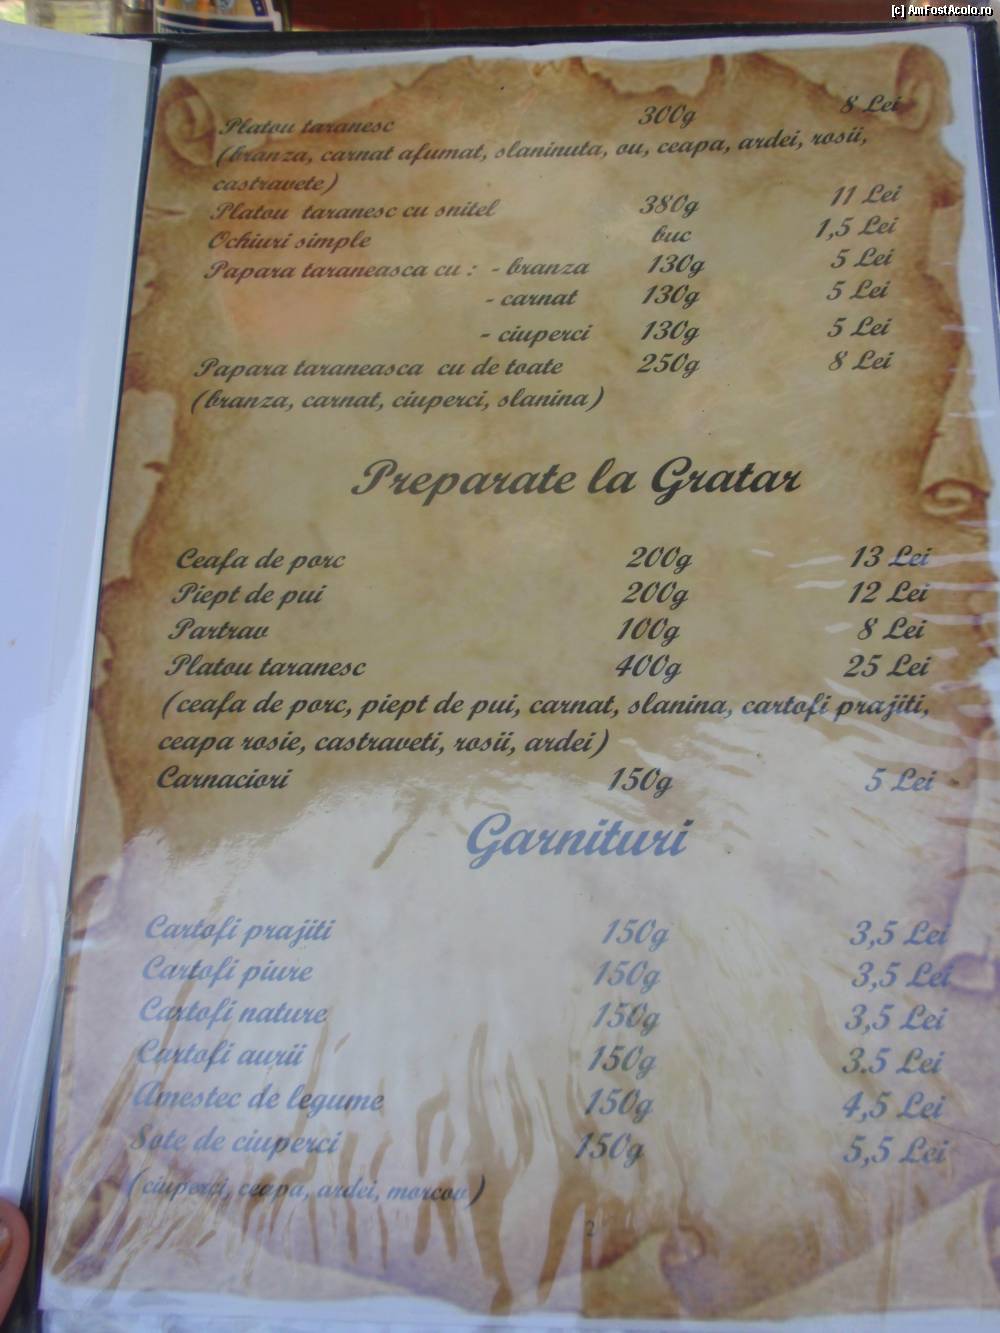 [c] AmFostAcolo.ro
Platou taranesc 300g 8 Lei
(branza, carnat afumat, slaninuta, ou, ceapa, ardei, rosii,
castravete)
Platou taranesc cu snitel 380g 11 Lei
Ochiuri simple buc 1,5 Lei
Papara taraneasca cu : - branza 130g 5 Lei
- carnat 130g 5 Lei
- ciuperci 130g 5 Lei
Papara taraneasca cu de toate 250g 8 Lei
(branza, carnat, ciuperci, slanina)
Preparate la Gratar
Ceafa de porc 200g 13 Lei
Piept de pui 200g 12 Lei
Partrav 100g 8 Lei
Platou taranesc 400g 25 Lei
(ceafa de porc, piept de pui, carnat, slanina, cartofi prajiti,
ceapa rosie, castraveti, rosii, ardei)
Carnaciori 150g 5 Lei
Garnituri
Cartofi prajiti 150g 3,5 Lei
Cartofi piure 150g 3,5 Lei
Cartofi nature 150g 3,5 Lei
Cartofi aurii 150g 3.5 Lei
Amestec de legume 150g 4,5 Lei
Sote de ciuperci 150g 5,5 Lei
(ciuperci, ceapa, ardei, morcov)
2